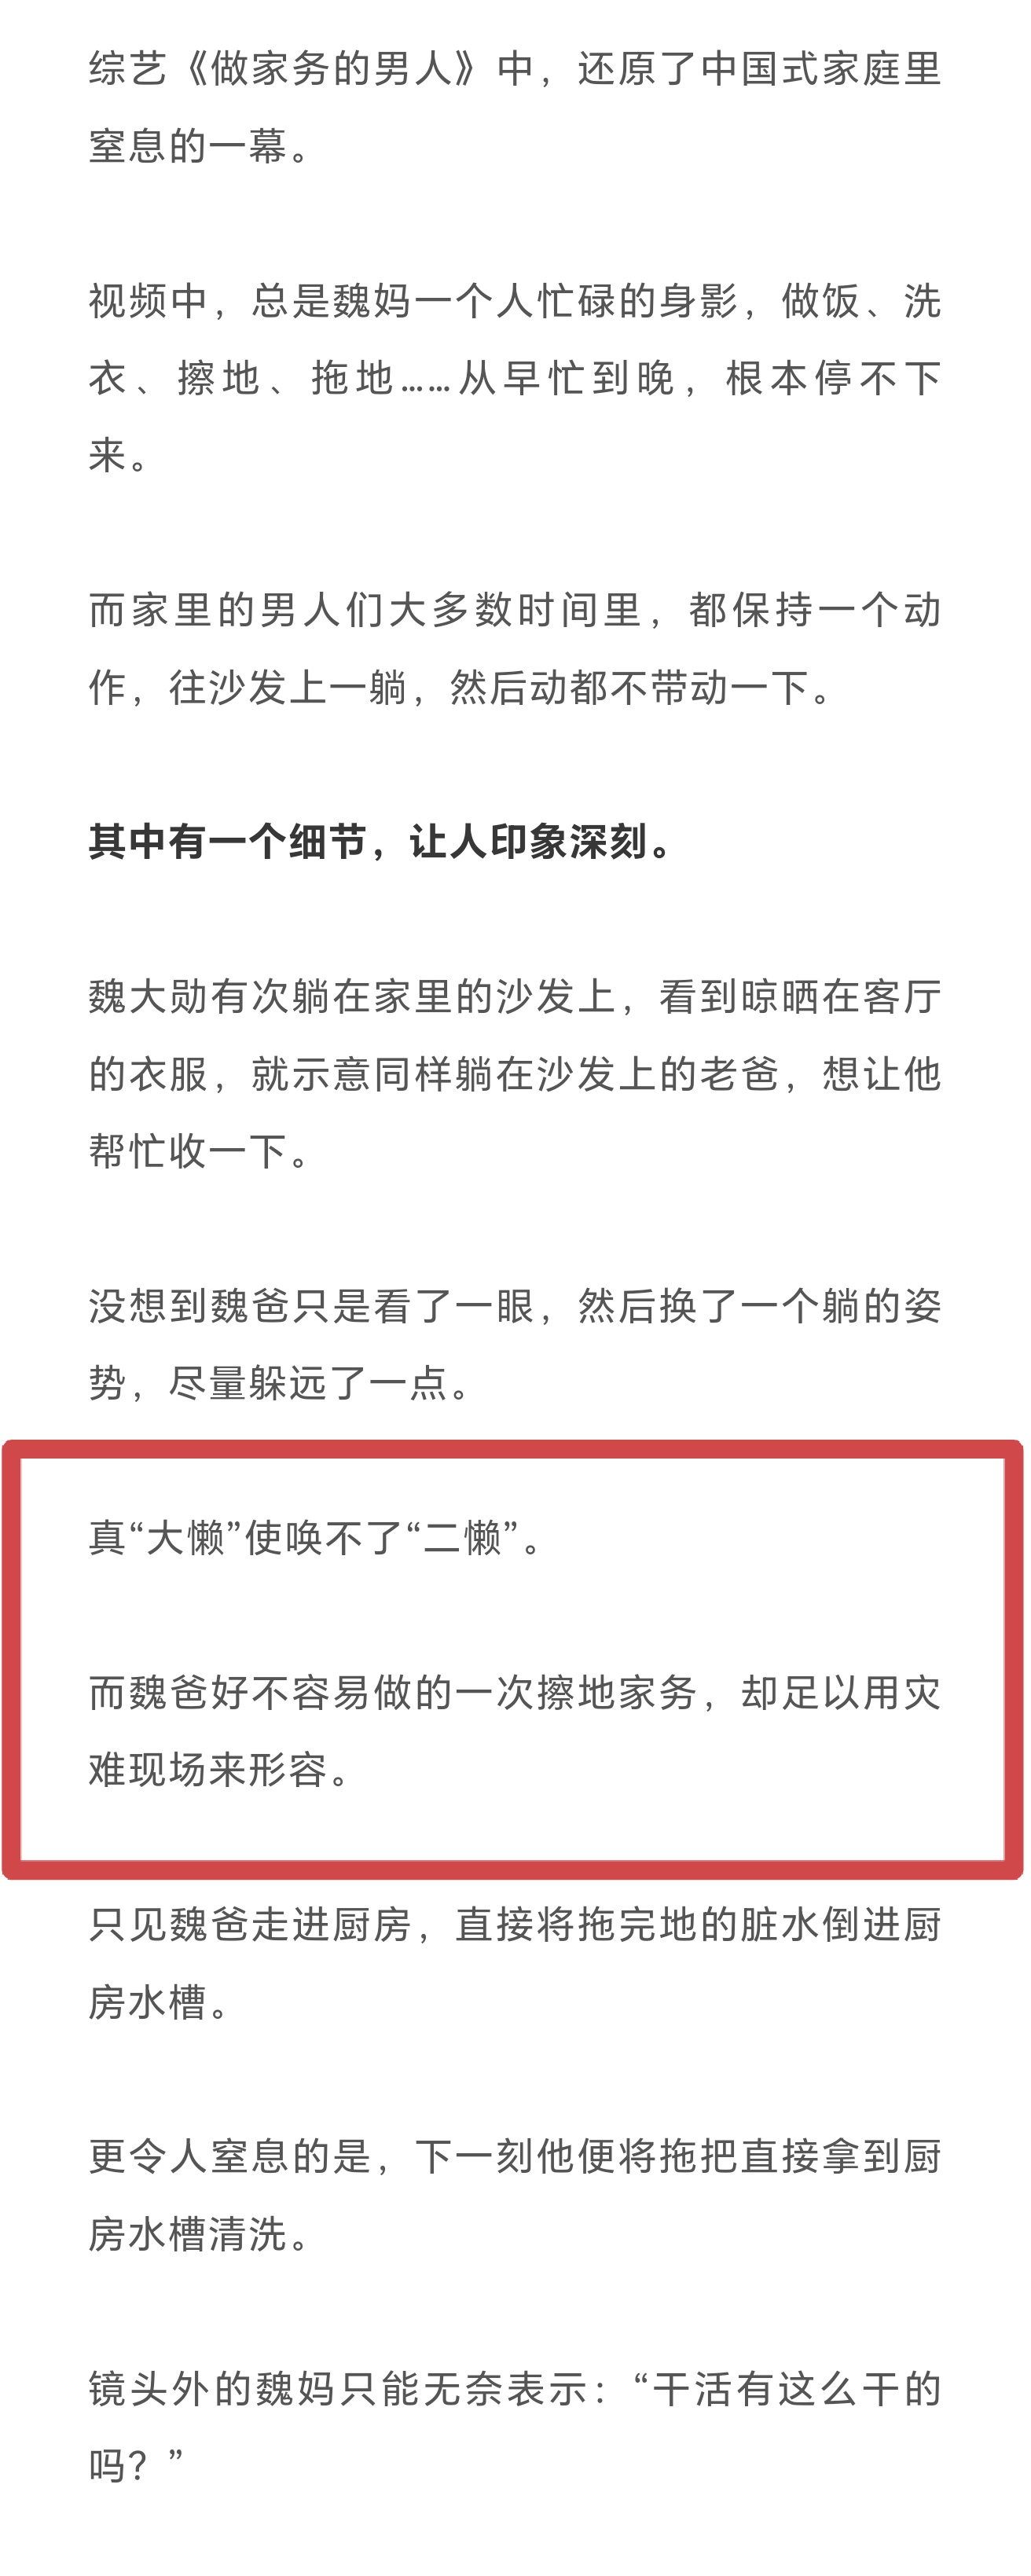 综艺《做家务的男人》中，还原了中国式家庭里
窒息的一幕。
视频中，总是魏妈一个人忙碌的身影，做饭、洗
衣、擦地、拖地……从早忙到晚，根本停不下
来。
而家里的男人们大多数时间里，都保持一个动
作，往沙发上一躺，然后动都不带动一下。
其中有一个细节，让人印象深刻。
魏大勋有次躺在家里的沙发上，看到晾晒在客厅
的衣服，就示意同样躺在沙发上的老爸，想让他
帮忙收一下。
没想到魏爸只是看了一眼，然后换了一个躺的姿
势，尽量躲远了一点。
真“大懒”使唤不了“二懒”。
而魏爸好不容易做的一次擦地家务，却足以用灾
难现场来形容。
只见魏爸走进厨房，直接将拖完地的脏水倒进厨
房水槽。
更令人窒息的是，下一刻他便将拖把直接拿到厨
房水槽清洗。
镜头外的魏妈只能无奈表示：“干活有这么干的
吗？”